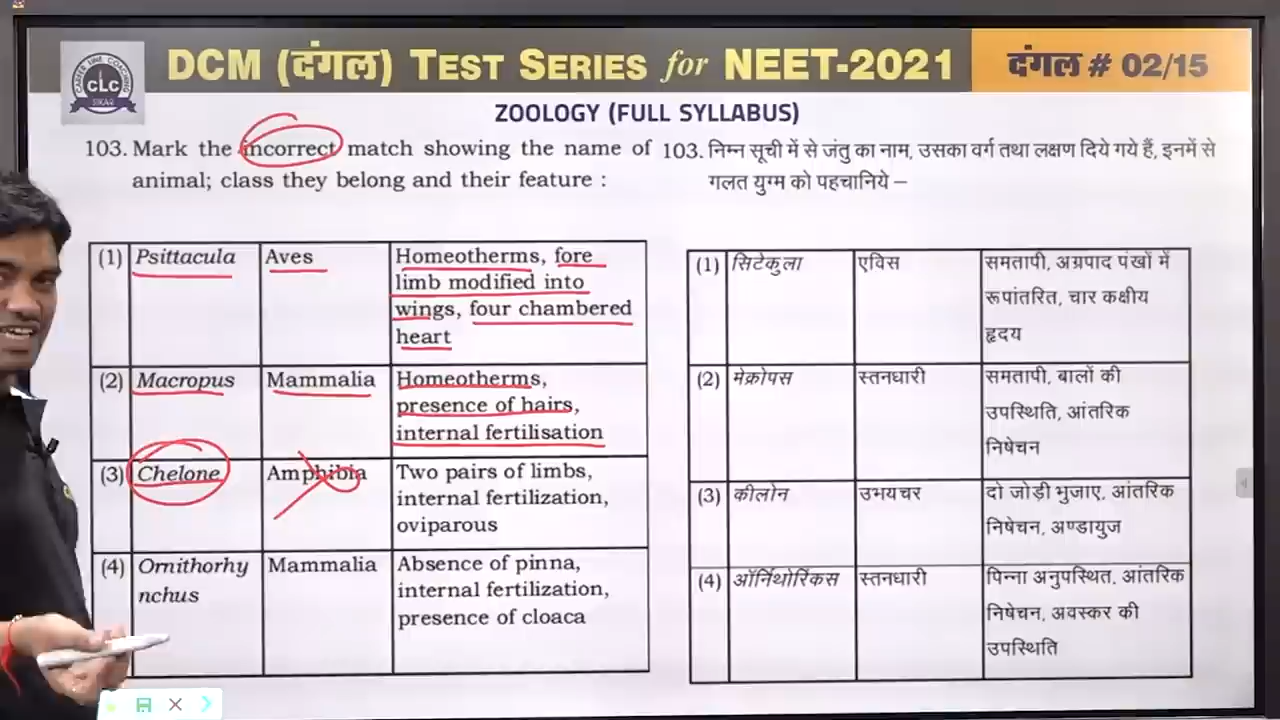 DCM (दंगल) TEST SERIES for NEET-2021
दंगल # 02/15
CLC
SIKAR
ZOOLOGY (FULL SYLLABUS)
103. Mark the incorrect match showing the name of
animal; class they belong and their feature :
(1) Psittacula Aves Homeotherms, fore
limb modified into
wings, four chambered
heart
(2) Macropus Mammalia Homeotherms,
presence of hairs,
internal fertilisation
(3) Chelone Amphibia Two pairs of limbs,
internal fertilization,
oviparous
(4) Ornithorhy Mammalia Absence of pinna,
nchus internal fertilization,
presence of cloaca
103. निम्न सूची में से जंतु का नाम, उसका वर्ग तथा लक्षण दिये गये हैं, इनमें से
गलत युग्म को पहचानिये –
(1) सिटेकुला एविस समतापी, अग्रपाद पंखों में
रूपांतरित, चार कक्षीय
हृदय
(2) मेक्रोपस स्तनधारी समतापी, बालों की
उपस्थिति, आंतरिक
निषेचन
(3) कीलोन उभयचर दो जोड़ी भुजाए, आंतरिक
निषेचन, अण्डायुज
(4) ऑर्निथोरिंकस स्तनधारी पिन्ना अनुपस्थित, आंतरिक
निषेचन, अवस्कर की
उपस्थिति